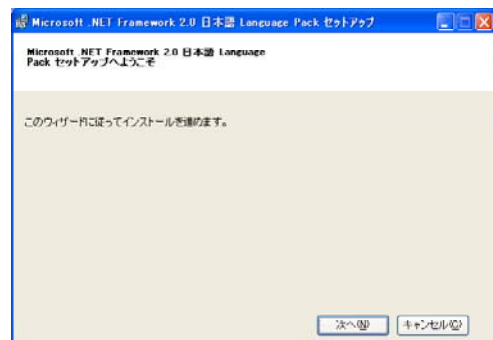 Microsoft .NET Framework 2.0 日本語 Language Pack セットアップ
Microsoft .NET Framework 2.0 日本語 Language
Pack セットアップへようこそ
このウィザードに従ってインストールを進めます。
次へ(N)
キャンセル(C)